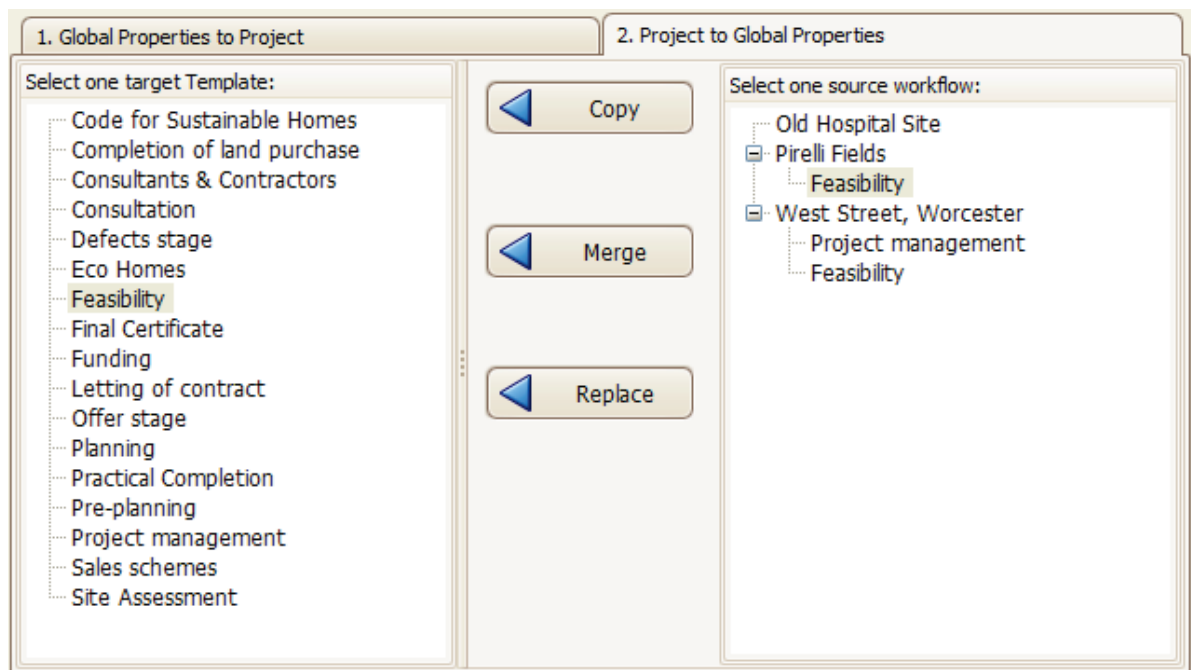 1. Global Properties to Project
2. Project to Global Properties
Select one target Template:
Code for Sustainable Homes
Completion of land purchase
Consultants & Contractors
Consultation
Defects stage
Eco Homes
Feasibility
Final Certificate
Funding
Letting of contract
Offer stage
Planning
Practical Completion
Pre-planning
Project management
Sales schemes
Site Assessment
Copy
Merge
Replace
Select one source workflow:
Old Hospital Site
Pirelli Fields
Feasibility
West Street, Worcester
Project management
Feasibility